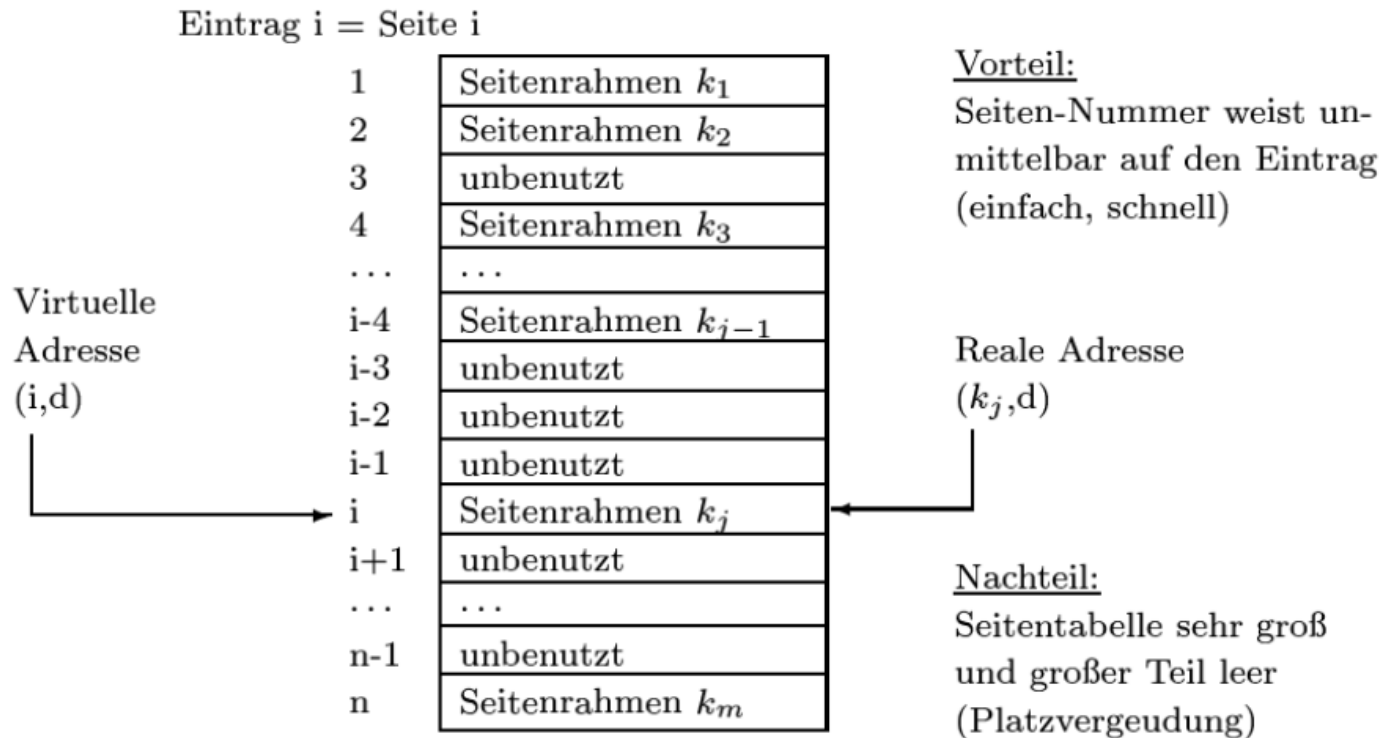 Eintrag i = Seite i
1 Seitenrahmen k₁
2 Seitenrahmen k₂
3 unbenutzt
4 Seitenrahmen k₃
... ...
i-4 Seitenrahmen kⱼ₋₁
i-3 unbenutzt
i-2 unbenutzt
i-1 unbenutzt
i Seitenrahmen kⱼ
i+1 unbenutzt
... ...
n-1 unbenutzt
n Seitenrahmen kₘ
Virtuelle
Adresse
(i,d)
Vorteil:
Seiten-Nummer weist un-
mittelbar auf den Eintrag
(einfach, schnell)
Reale Adresse
(kⱼ,d)
Nachteil:
Seitentabelle sehr groß
und großer Teil leer
(Platzvergeudung)